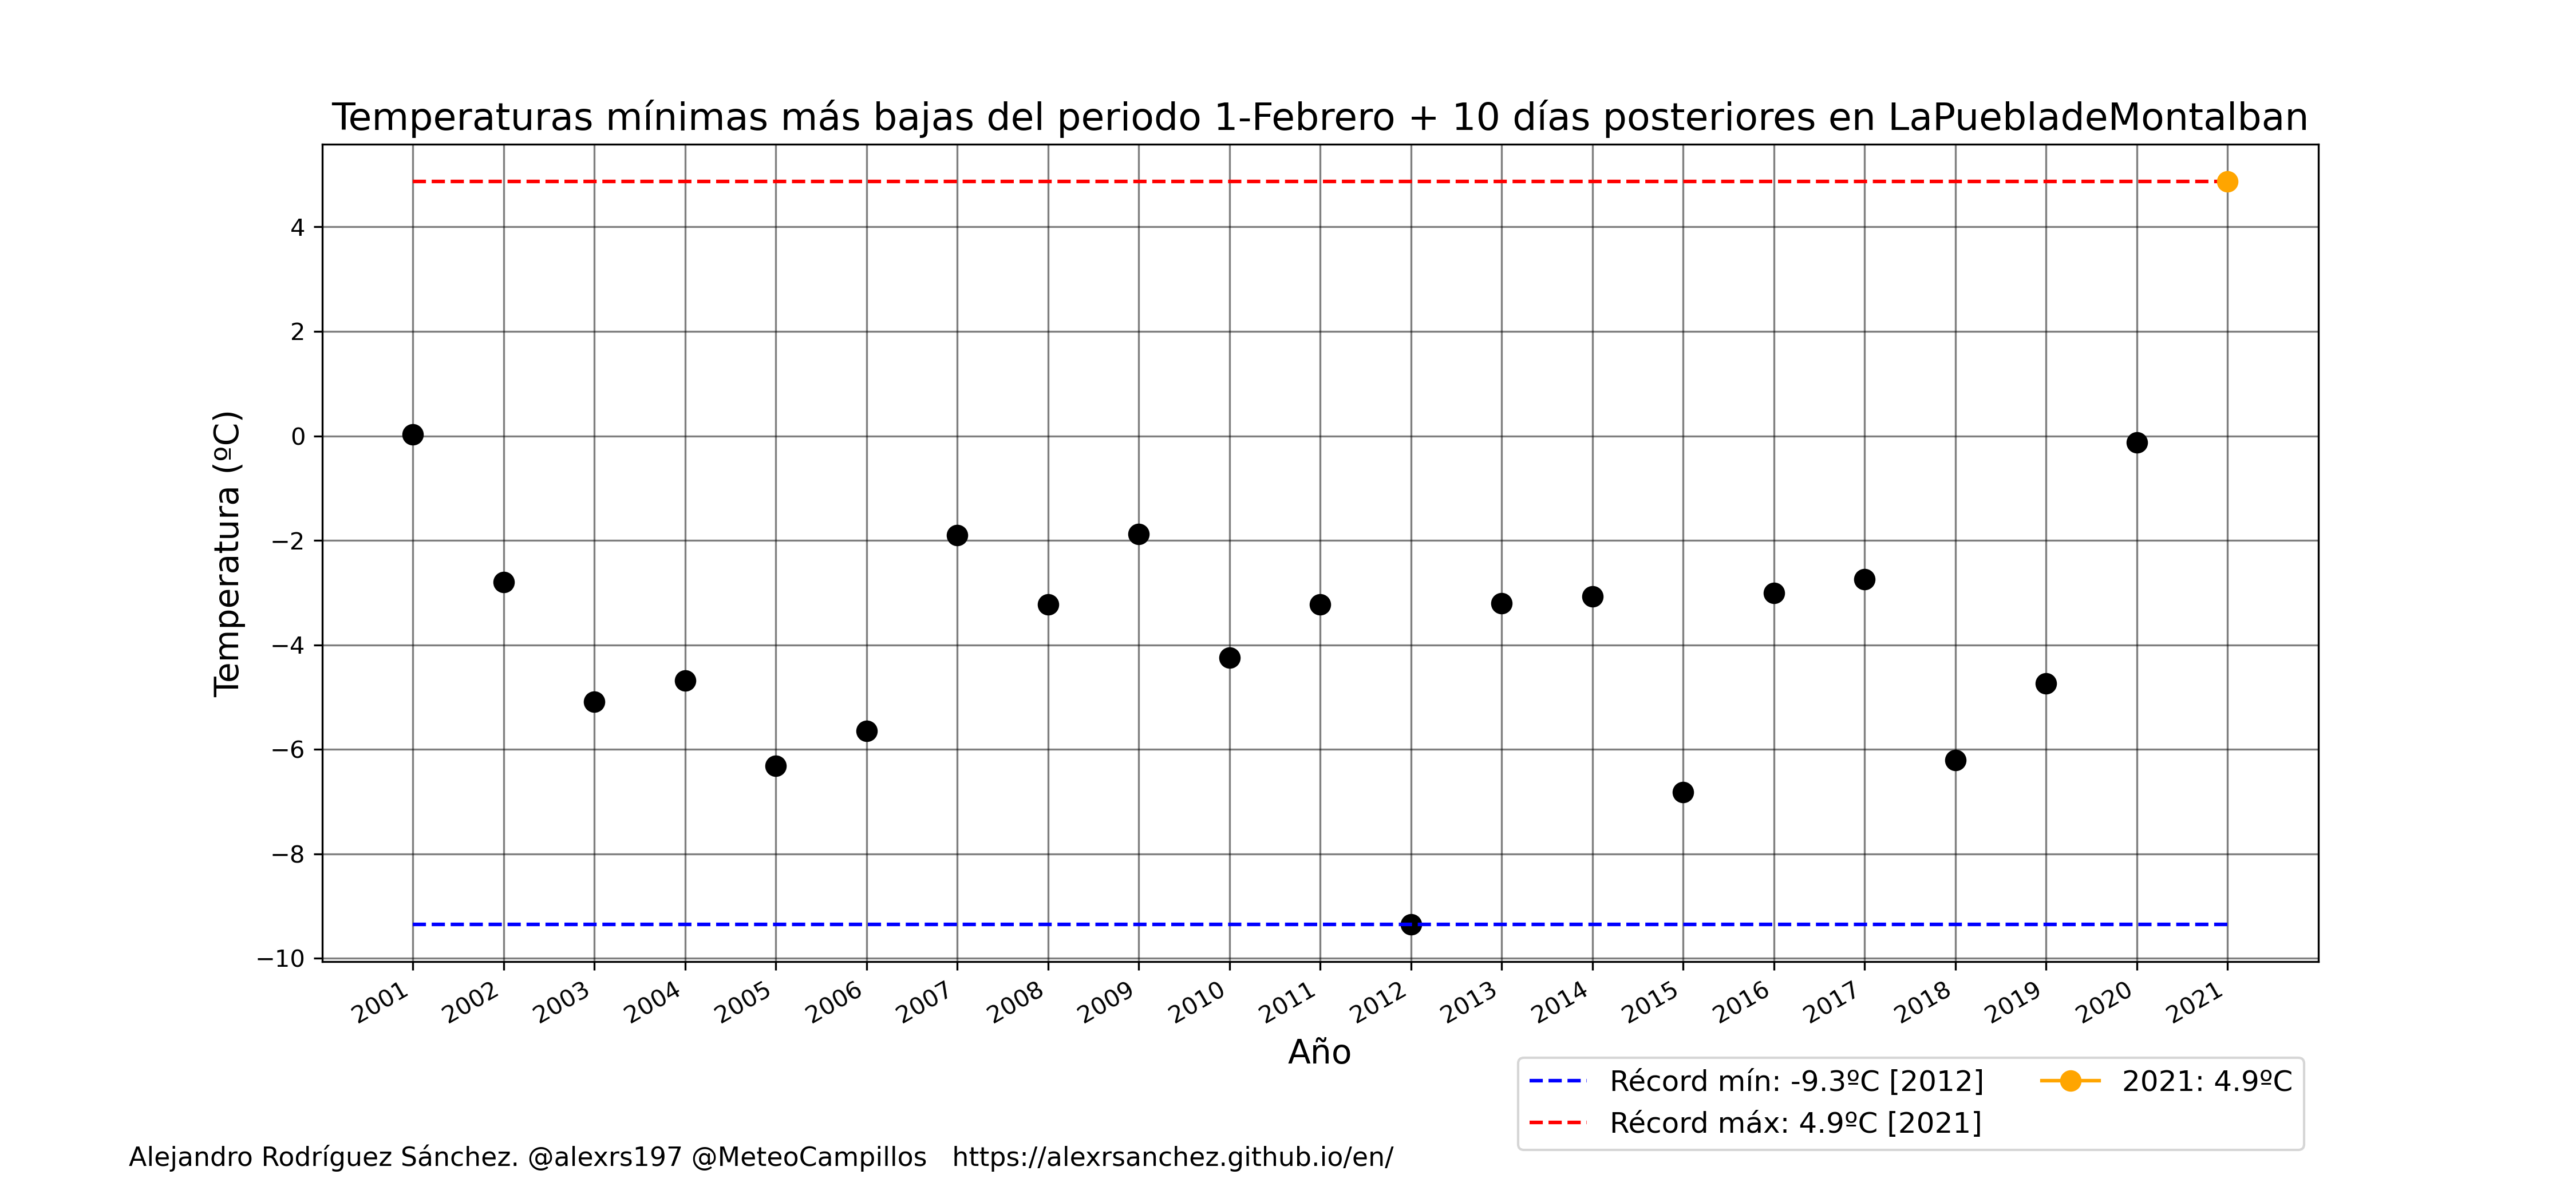 Temperaturas mínimas más bajas del periodo 1-Febrero + 10 días posteriores en LaPuebladeMontalban
Temperatura (ºC)
4
2
0
−2
−4
−6
−8
−10
2001 2002 2003 2004 2005 2006 2007 2008 2009 2010 2011 2012 2013 2014 2015 2016 2017 2018 2019 2020 2021
Año
Récord mín: -9.3ºC [2012]
Récord máx: 4.9ºC [2021]
2021: 4.9ºC
Alejandro Rodríguez Sánchez. @alexrs197 @MeteoCampillos https://alexrsanchez.github.io/en/